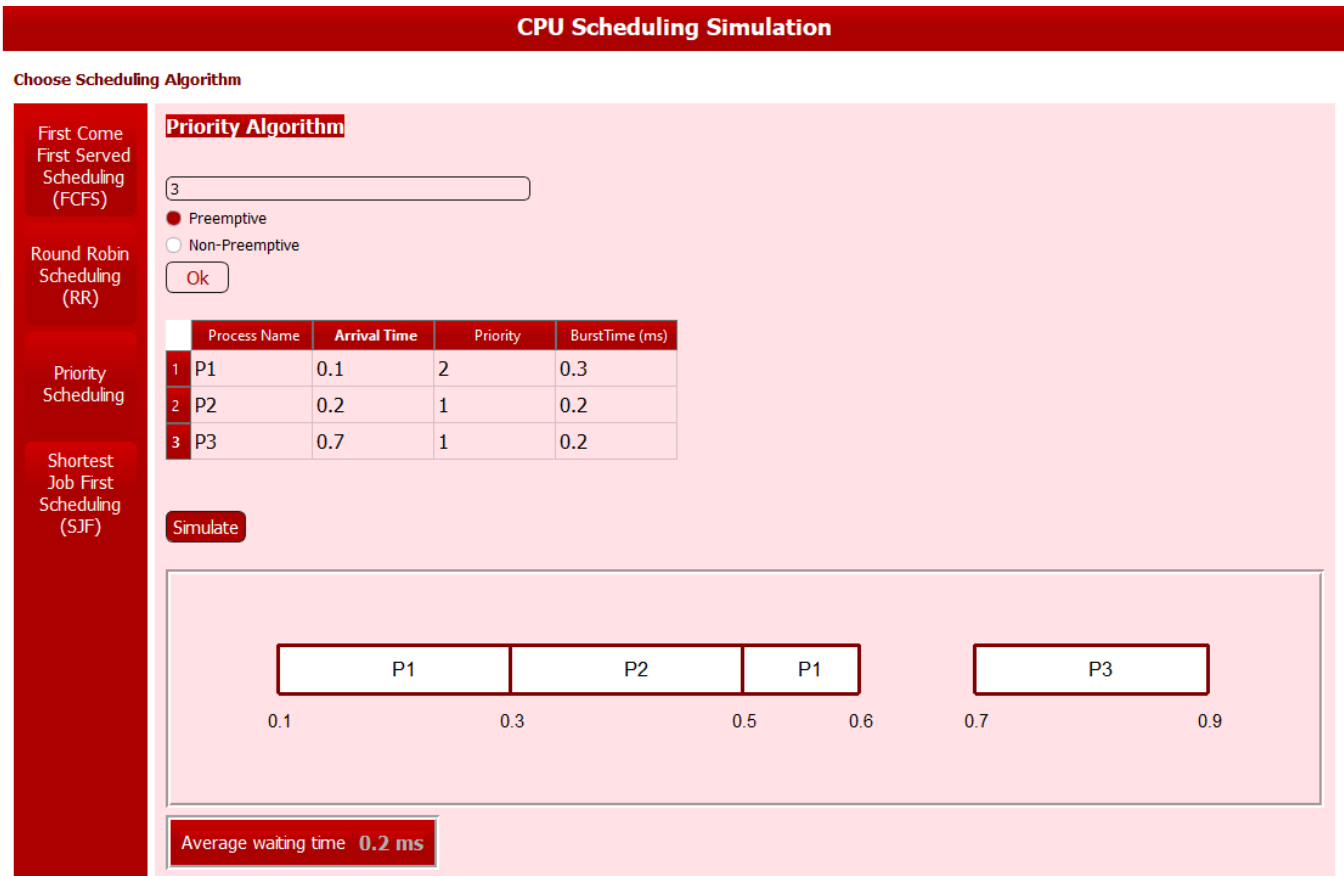 CPU Scheduling Simulation
Choose Scheduling Algorithm
First Come
First Served
Scheduling
(FCFS)
Round Robin
Scheduling
(RR)
Priority
Scheduling
Shortest
Job First
Scheduling
(SJF)
Priority Algorithm
3
Preemptive
Non-Preemptive
Ok
Process Name Arrival Time Priority BurstTime (ms)
1 P1 0.1 2 0.3
2 P2 0.2 1 0.2
3 P3 0.7 1 0.2
Simulate
P1 P2 P1 P3
0.1 0.3 0.5 0.6 0.7 0.9
Average waiting time 0.2 ms